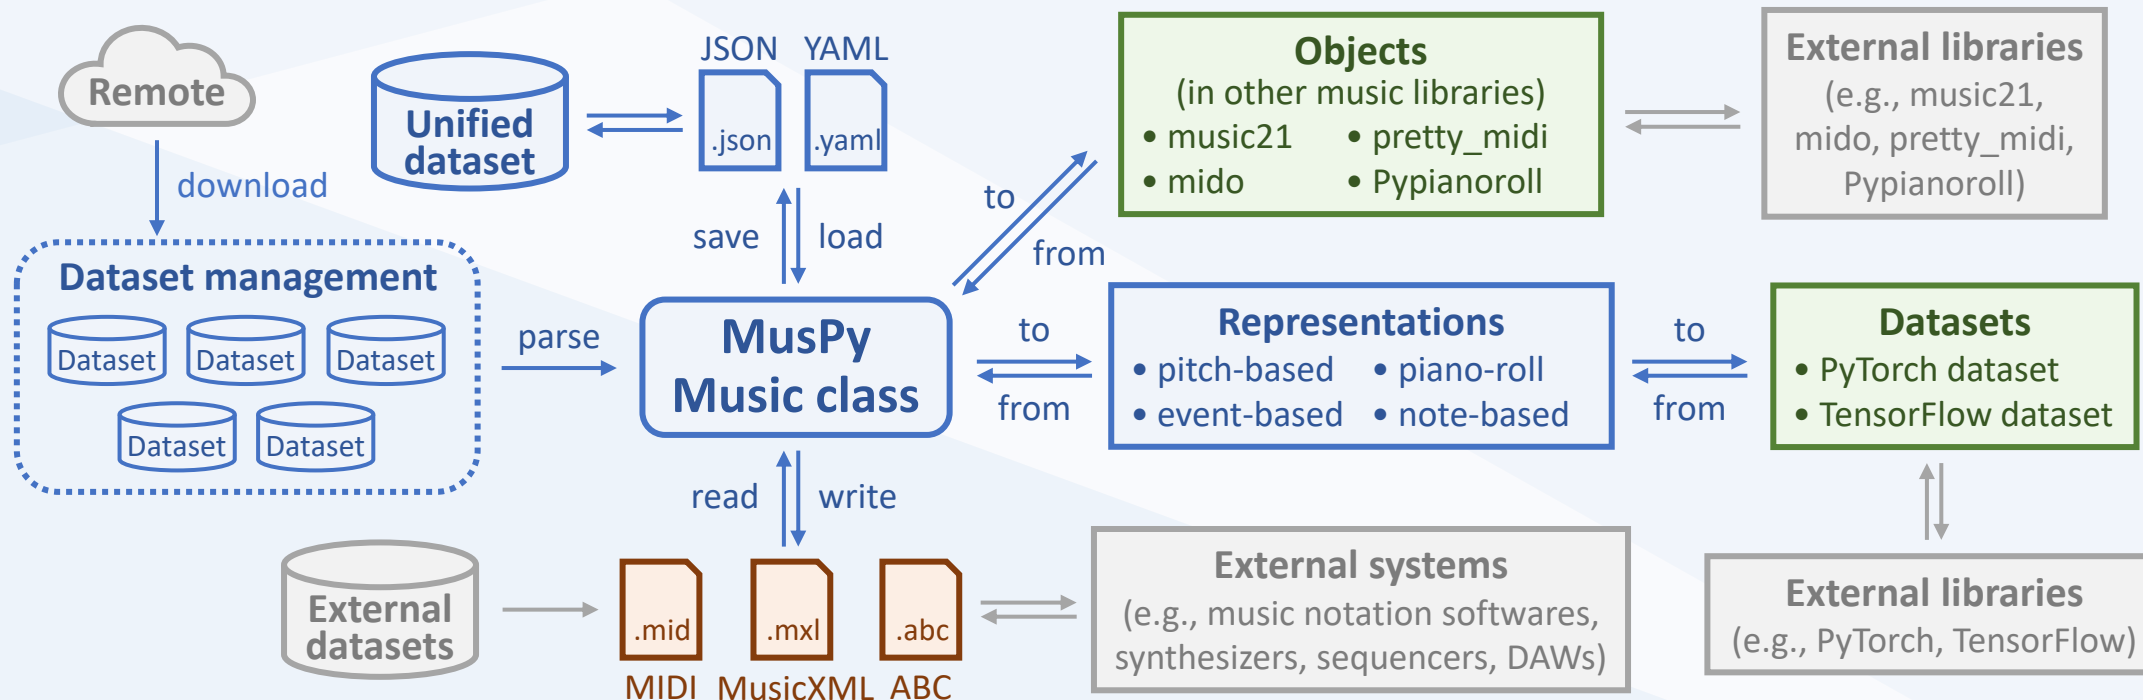 Remote
download
Dataset management
Dataset
Dataset
Dataset
Dataset
Dataset
parse
Unified
dataset
JSON
YAML
.json
.yaml
save
load
MusPy
Music class
read
write
External
datasets
.mid
.mxl
.abc
MIDI
MusicXML
ABC
to
from
Objects
(in other music libraries)
• music21
• pretty_midi
• mido
• Pypianoroll
External libraries
(e.g., music21,
mido, pretty_midi,
Pypianoroll)
to
from
Representations
• pitch-based
• piano-roll
• event-based
• note-based
to
from
Datasets
• PyTorch dataset
• TensorFlow dataset
External systems
(e.g., music notation softwares,
synthesizers, sequencers, DAWs)
External libraries
(e.g., PyTorch, TensorFlow)